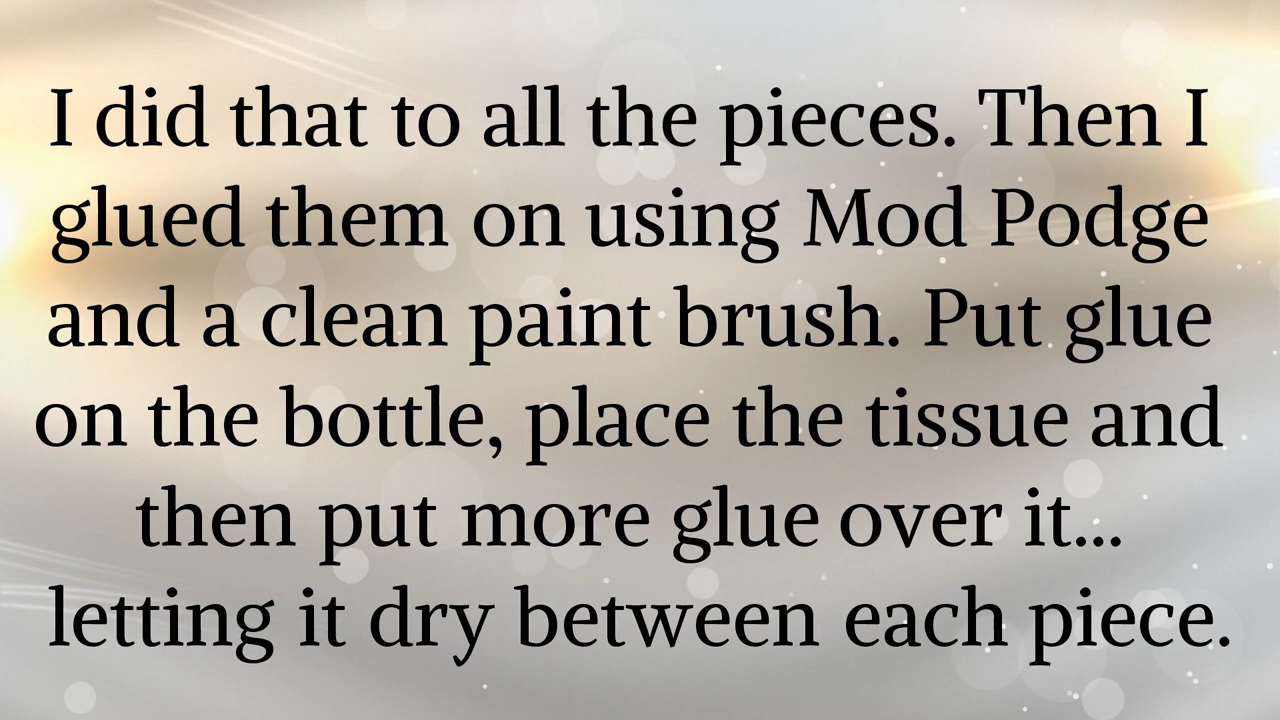 I did that to all the pieces. Then I
glued them on using Mod Podge
and a clean paint brush. Put glue
on the bottle, place the tissue and
then put more glue over it...
letting it dry between each piece.